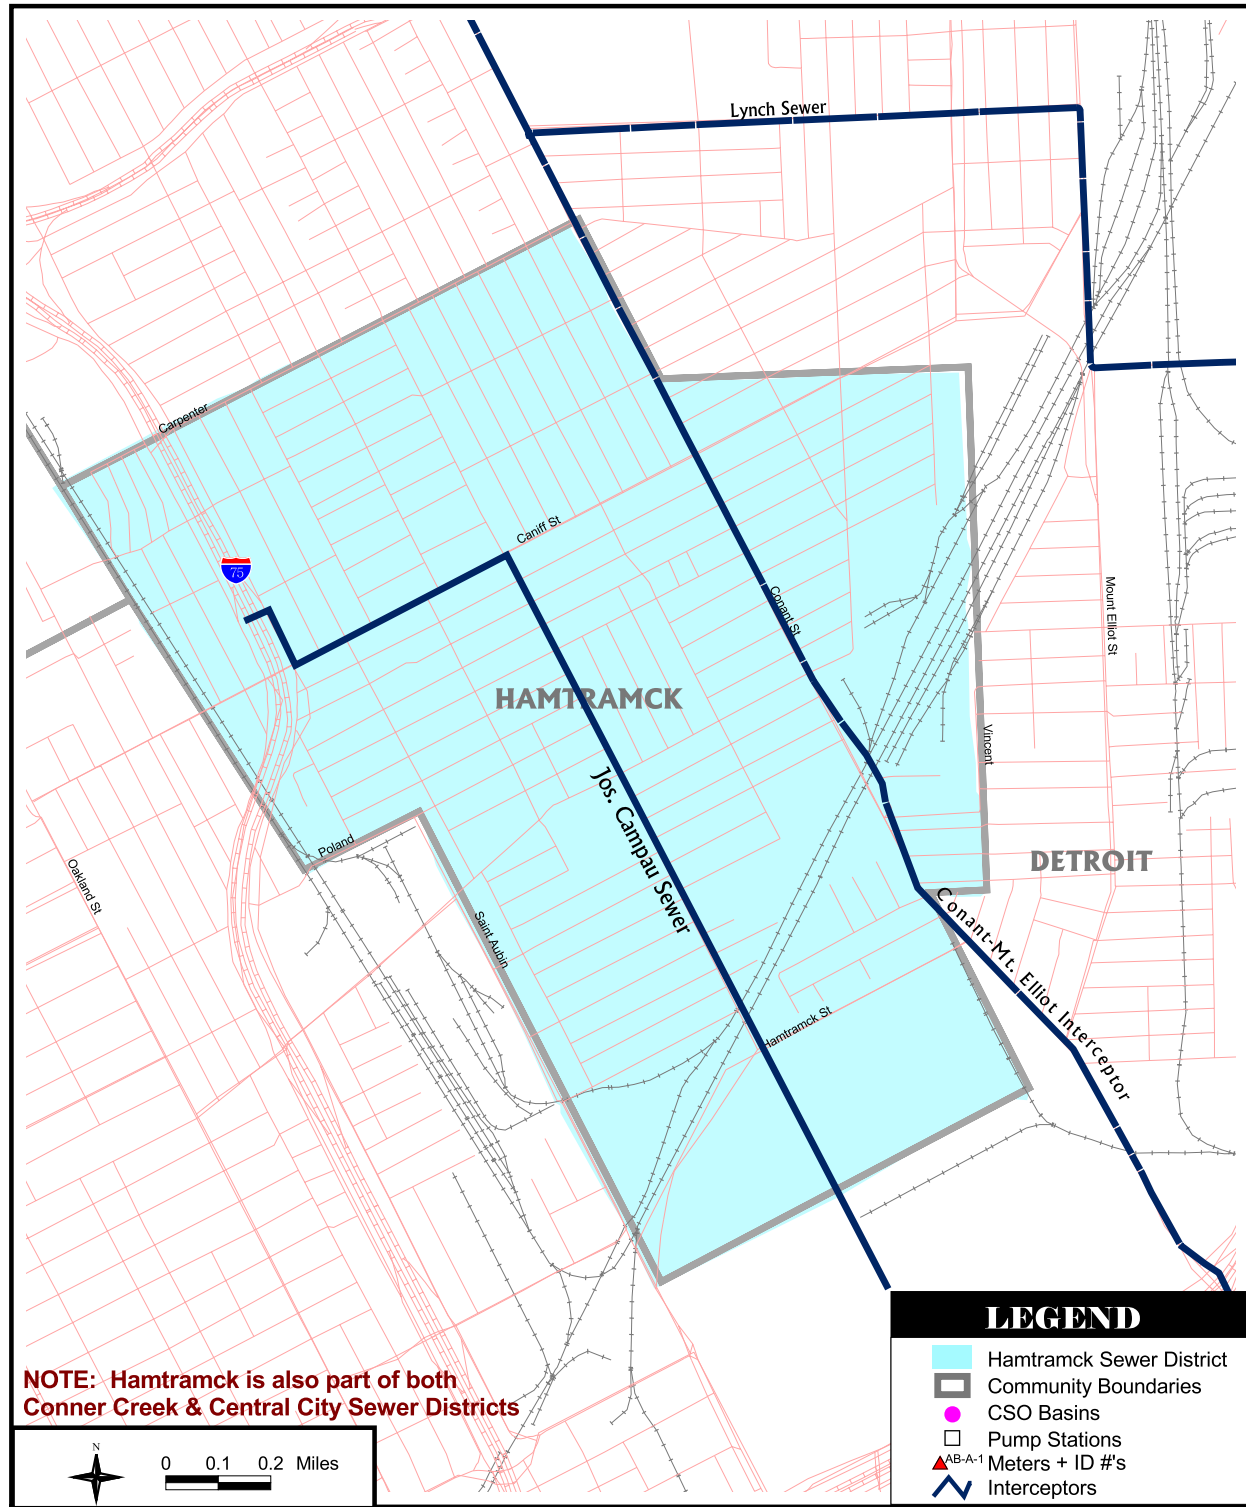 Lynch Sewer
Carpenter
Caniff St
75
Conant St
Mount Elliot St
HAMTRAMCK
Vincent
Jos. Campau Sewer
Poland
Oakland St
DETROIT
Saint Aubin
Conant-Mt. Elliot Interceptor
Hamtramck St
LEGEND
Hamtramck Sewer District
Community Boundaries
CSO Basins
Pump Stations
AB-A-1 Meters + ID #'s
Interceptors
NOTE: Hamtramck is also part of both
Conner Creek & Central City Sewer Districts
N
0 0.1 0.2 Miles